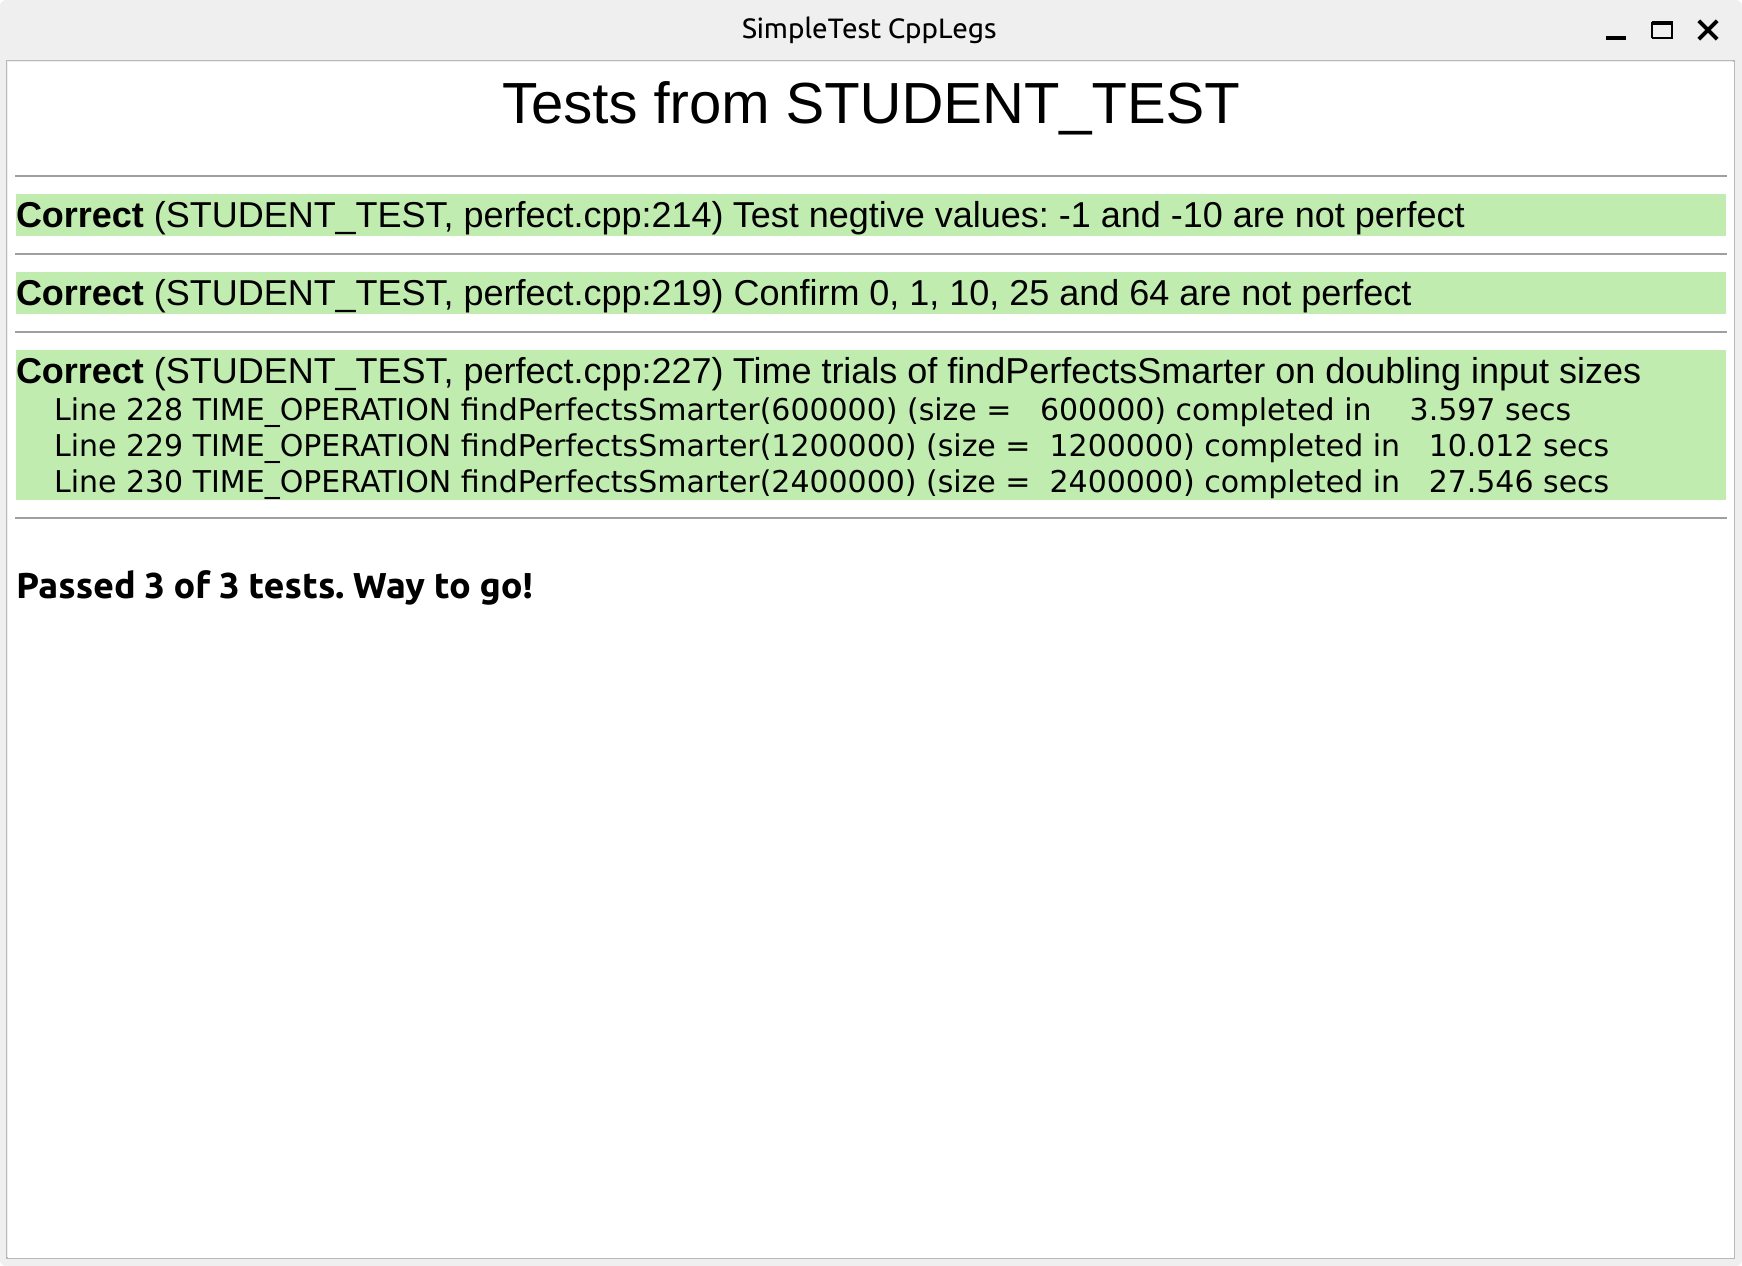 SimpleTest CppLegs
Tests from STUDENT_TEST
Correct (STUDENT_TEST, perfect.cpp:214) Test negtive values: -1 and -10 are not perfect
Correct (STUDENT_TEST, perfect.cpp:219) Confirm 0, 1, 10, 25 and 64 are not perfect
Correct (STUDENT_TEST, perfect.cpp:227) Time trials of findPerfectsSmarter on doubling input sizes
Line 228 TIME_OPERATION findPerfectsSmarter(600000) (size =   600000) completed in    3.597 secs
Line 229 TIME_OPERATION findPerfectsSmarter(1200000) (size =  1200000) completed in   10.012 secs
Line 230 TIME_OPERATION findPerfectsSmarter(2400000) (size =  2400000) completed in   27.546 secs
Passed 3 of 3 tests. Way to go!